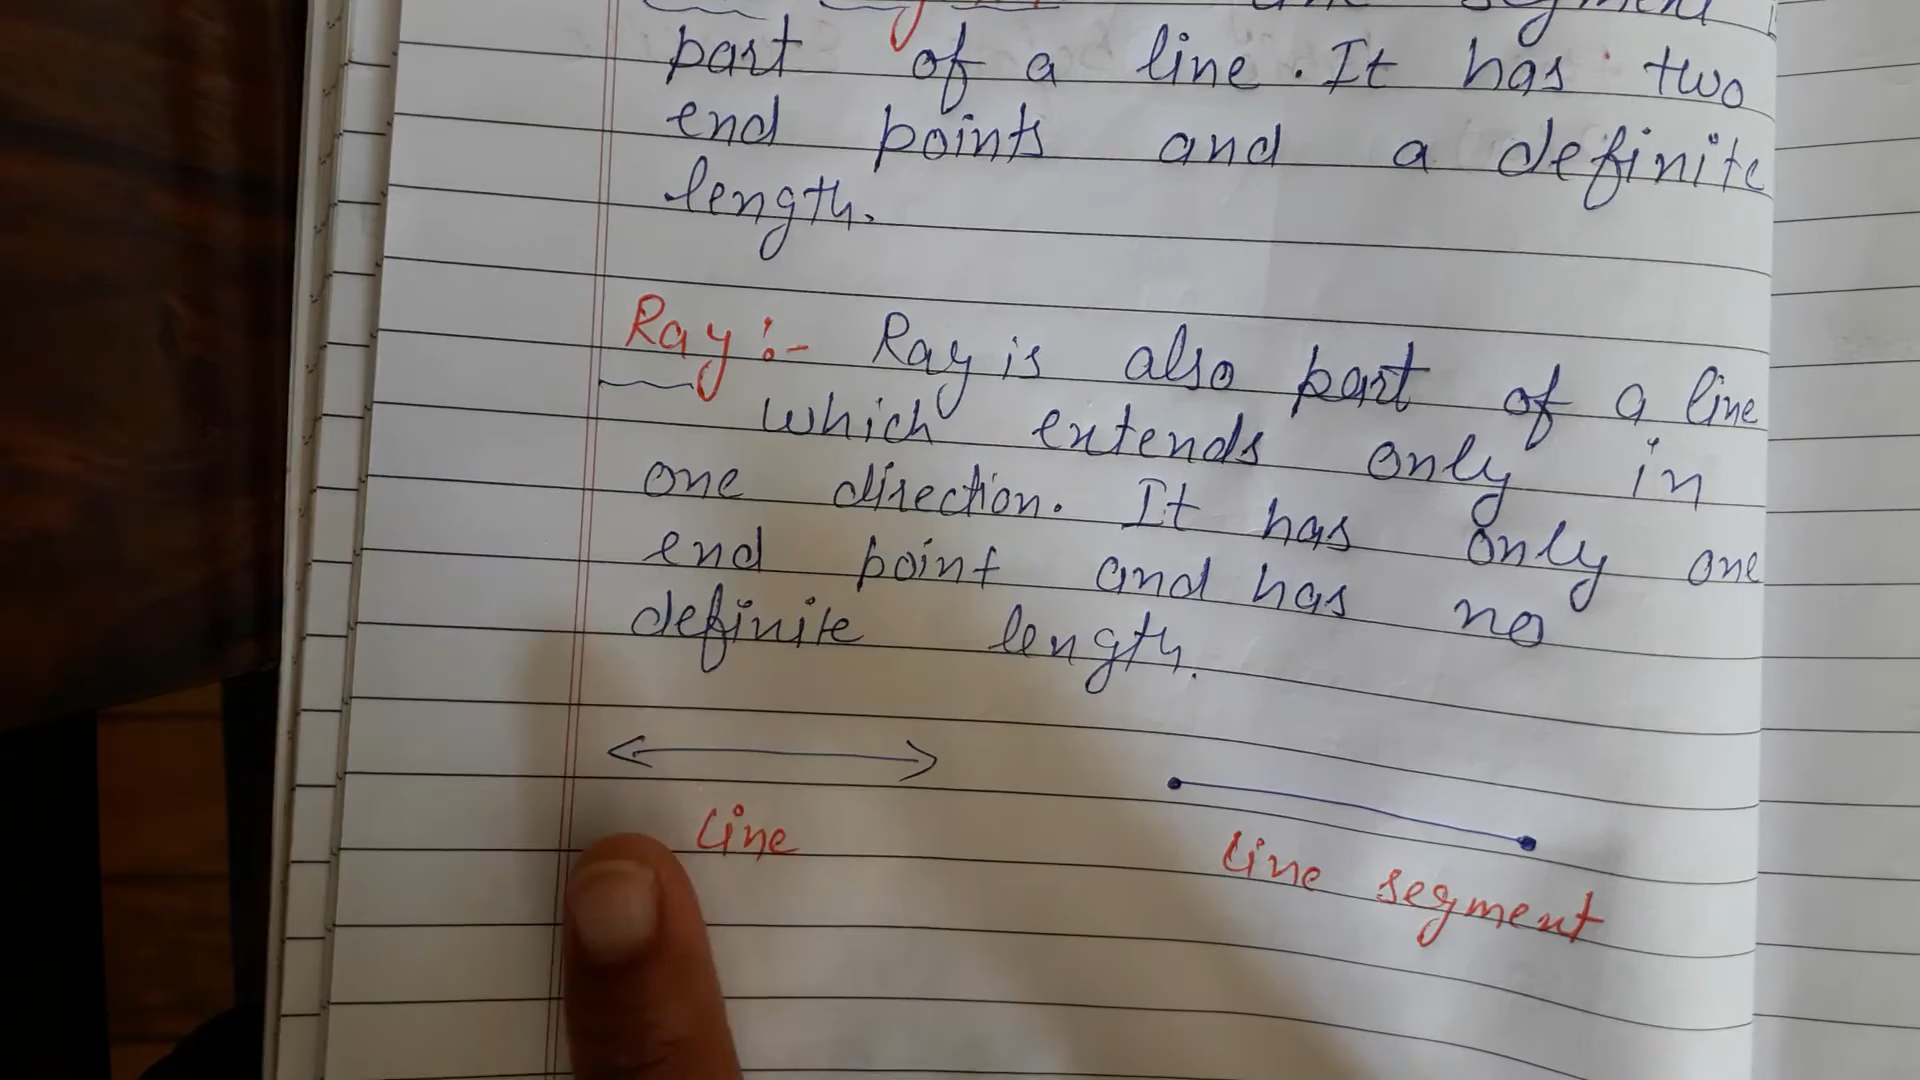 segment
part of a line. It has two
end points and a definite
length.
Ray :- Ray is also part of a line
which extends only in
one direction. It has only one
end point and has no
definite length.
Line
Line segment